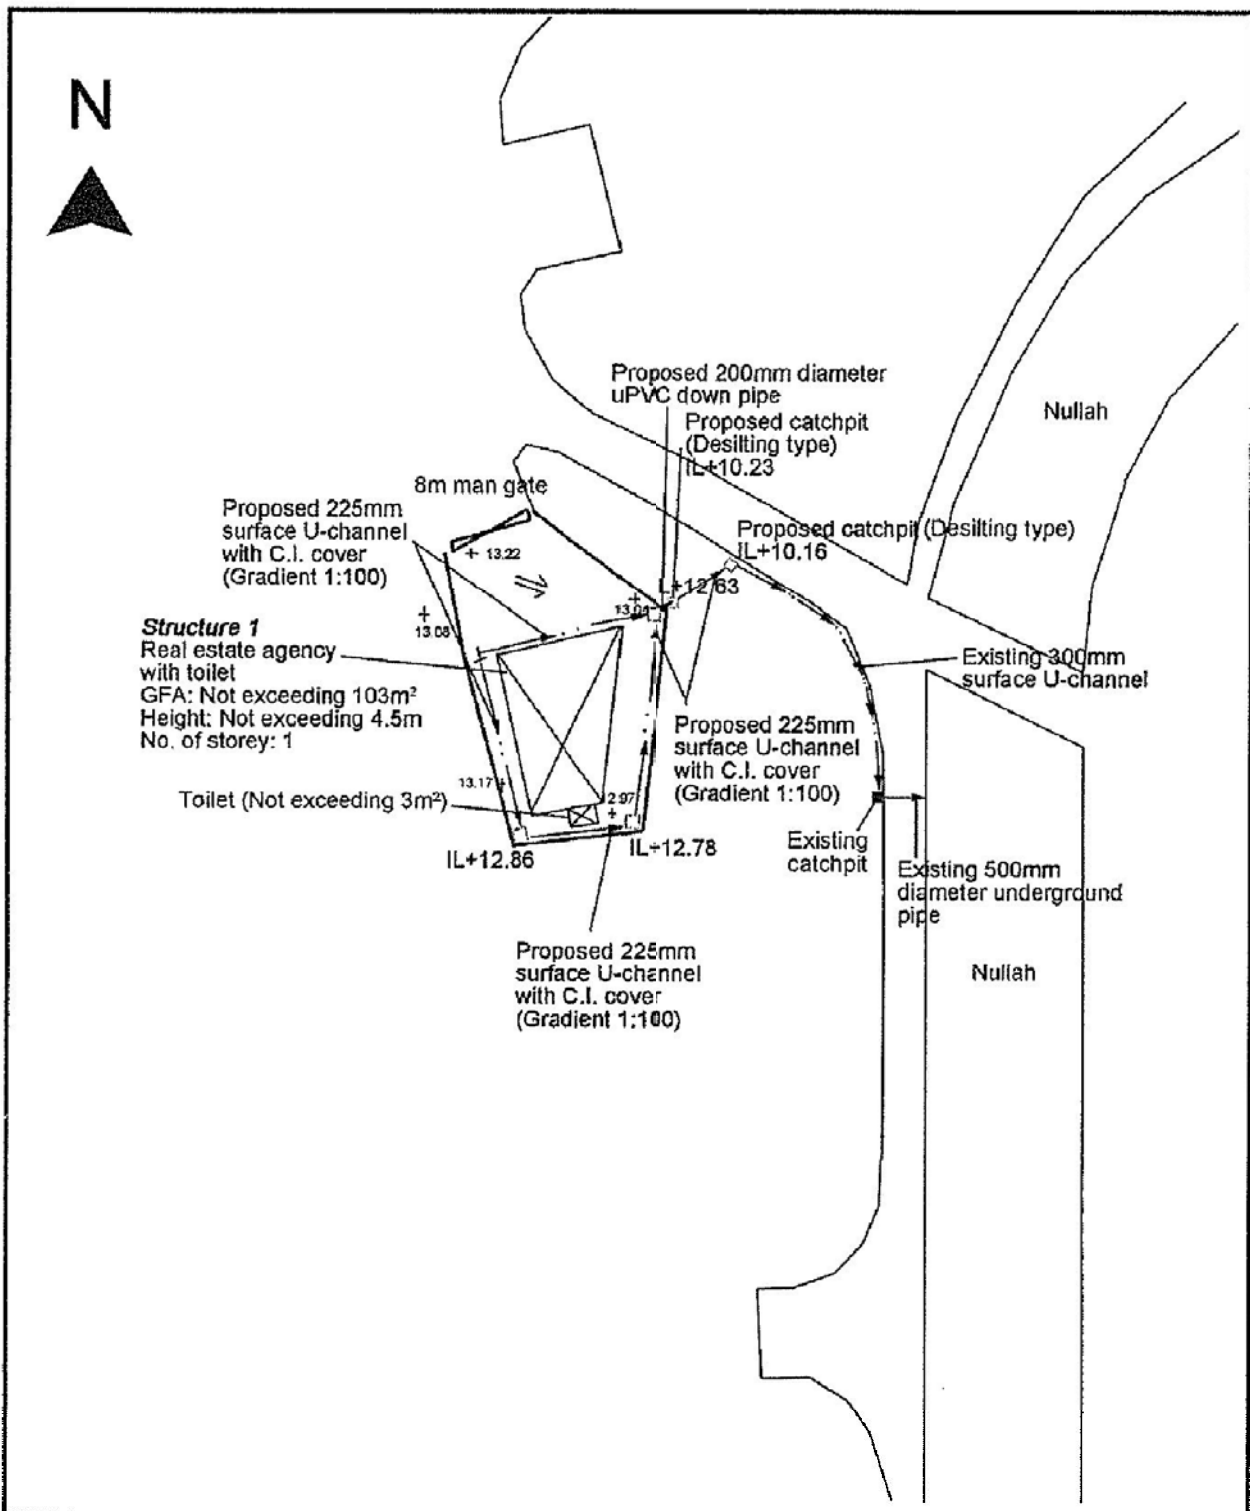 N
Proposed 200mm diameter
uPVC down pipe
Proposed catchpit
(Desilting type)
IL+10.23
Nullah
8m man gate
Proposed 225mm
surface U-channel
with C.I. cover
(Gradient 1:100)
Proposed catchpit (Desilting type)
IL+10.16
+ 13.22
IL+12.63
+
13.08
Structure 1
Real estate agency
with toilet
GFA: Not exceeding 103m²
Height: Not exceeding 4.5m
No. of storey: 1
Existing 300mm
surface U-channel
Proposed 225mm
surface U-channel
with C.I. cover
(Gradient 1:100)
13.17+
Toilet (Not exceeding 3m²)
12.97
+
IL+12.86
IL+12.78
Existing
catchpit
Existing 500mm
diameter underground
pipe
Proposed 225mm
surface U-channel
with C.I. cover
(Gradient 1:100)
Nullah